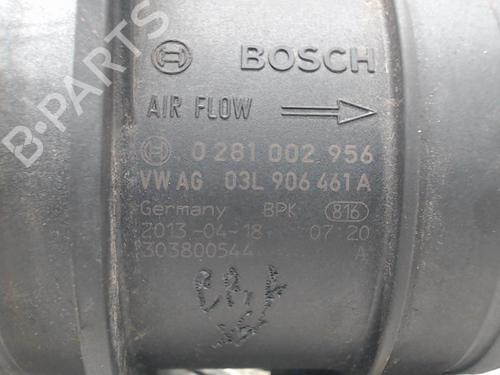 BOSCH
AIR FLOW
0 281 002 956
VW AG 03L 906 461 A
Germany BPK 816
2013-04-18 07 20
303800544 A
B-PARTS